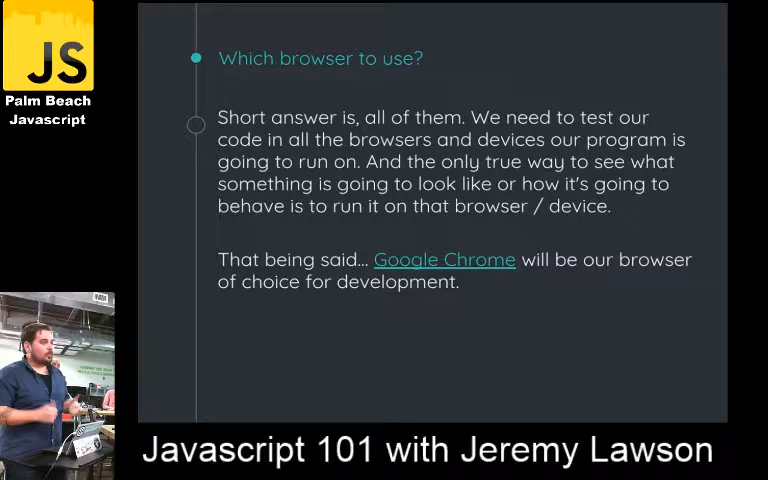 JS
Palm Beach
Javascript
Which browser to use?
Short answer is, all of them. We need to test our
code in all the browsers and devices our program is
going to run on. And the only true way to see what
something is going to look like or how it's going to
behave is to run it on that browser / device.
That being said... Google Chrome will be our browser
of choice for development.
Javascript 101 with Jeremy Lawson